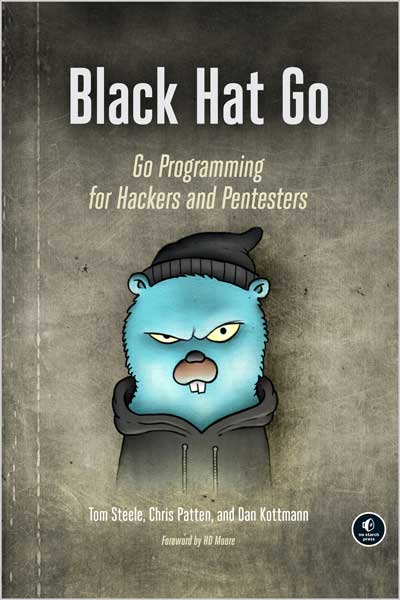 Black Hat Go
Go Programming
for Hackers and Pentesters
Tom Steele, Chris Patten, and Dan Kottmann
Foreword by HD Moore
no starch
press